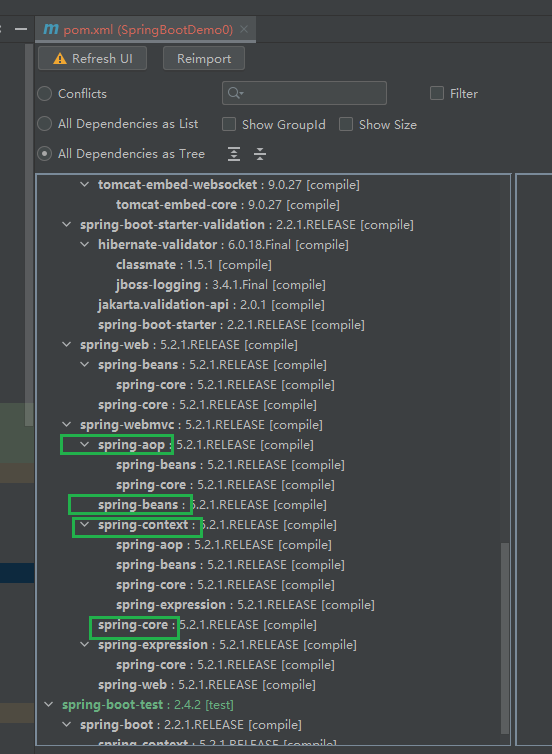 pom.xml (SpringBootDemo0)
Refresh UI Reimport
Conflicts Filter
All Dependencies as List Show GroupId Show Size
All Dependencies as Tree
tomcat-embed-websocket : 9.0.27 [compile]
tomcat-embed-core : 9.0.27 [compile]
spring-boot-starter-validation : 2.2.1.RELEASE [compile]
hibernate-validator : 6.0.18.Final [compile]
classmate : 1.5.1 [compile]
jboss-logging : 3.4.1.Final [compile]
jakarta.validation-api : 2.0.1 [compile]
spring-boot-starter : 2.2.1.RELEASE [compile]
spring-web : 5.2.1.RELEASE [compile]
spring-beans : 5.2.1.RELEASE [compile]
spring-core : 5.2.1.RELEASE [compile]
spring-core : 5.2.1.RELEASE [compile]
spring-webmvc : 5.2.1.RELEASE [compile]
spring-aop : 5.2.1.RELEASE [compile]
spring-beans : 5.2.1.RELEASE [compile]
spring-core : 5.2.1.RELEASE [compile]
spring-beans : 5.2.1.RELEASE [compile]
spring-context : 5.2.1.RELEASE [compile]
spring-aop : 5.2.1.RELEASE [compile]
spring-beans : 5.2.1.RELEASE [compile]
spring-core : 5.2.1.RELEASE [compile]
spring-expression : 5.2.1.RELEASE [compile]
spring-core : 5.2.1.RELEASE [compile]
spring-expression : 5.2.1.RELEASE [compile]
spring-core : 5.2.1.RELEASE [compile]
spring-web : 5.2.1.RELEASE [compile]
spring-boot-test : 2.4.2 [test]
spring-boot : 2.2.1.RELEASE [compile]
spring-context : 5.2.1.RELEASE [compile]